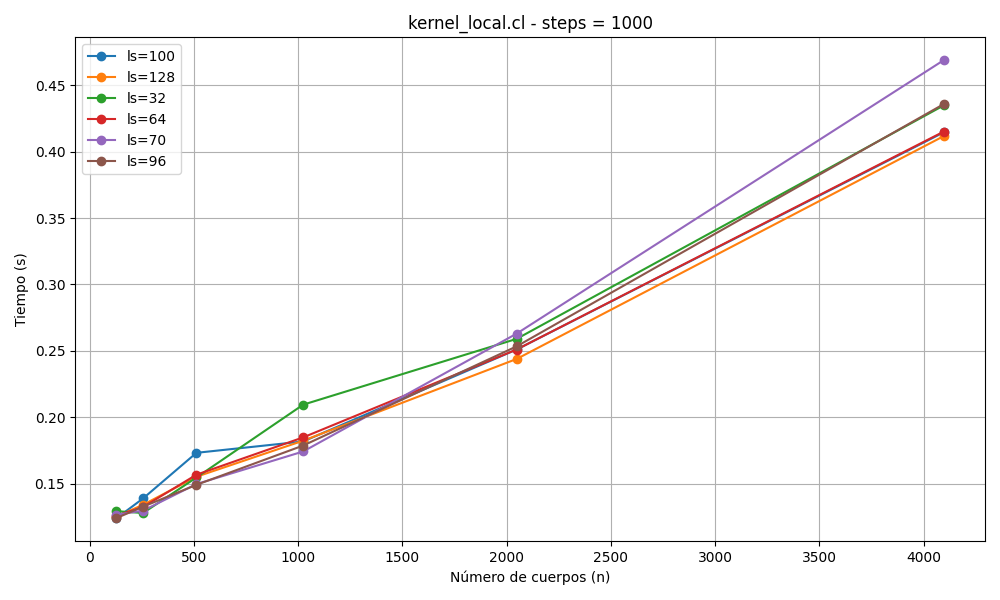 kernel_local.cl - steps = 1000
ls=100
ls=128
ls=32
ls=64
ls=70
ls=96
Tiempo (s)
0.45
0.40
0.35
0.30
0.25
0.20
0.15
0 500 1000 1500 2000 2500 3000 3500 4000
Número de cuerpos (n)